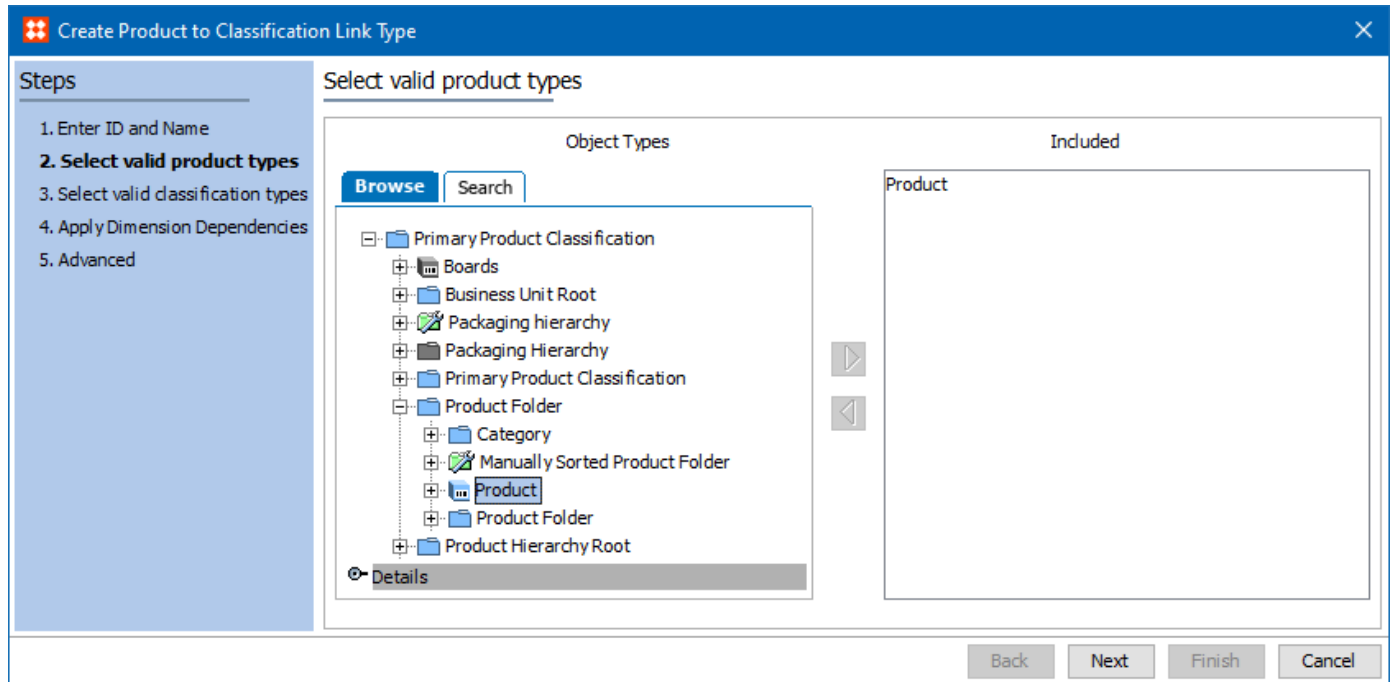 Create Product to Classification Link Type
Steps
1. Enter ID and Name
2. Select valid product types
3. Select valid classification types
4. Apply Dimension Dependencies
5. Advanced
Select valid product types
Object Types
Browse
Search
Primary Product Classification
Boards
Business Unit Root
Packaging hierarchy
Packaging Hierarchy
Primary Product Classification
Product Folder
Category
Manually Sorted Product Folder
Product
Product Folder
Product Hierarchy Root
Details
Included
Product
Back
Next
Finish
Cancel